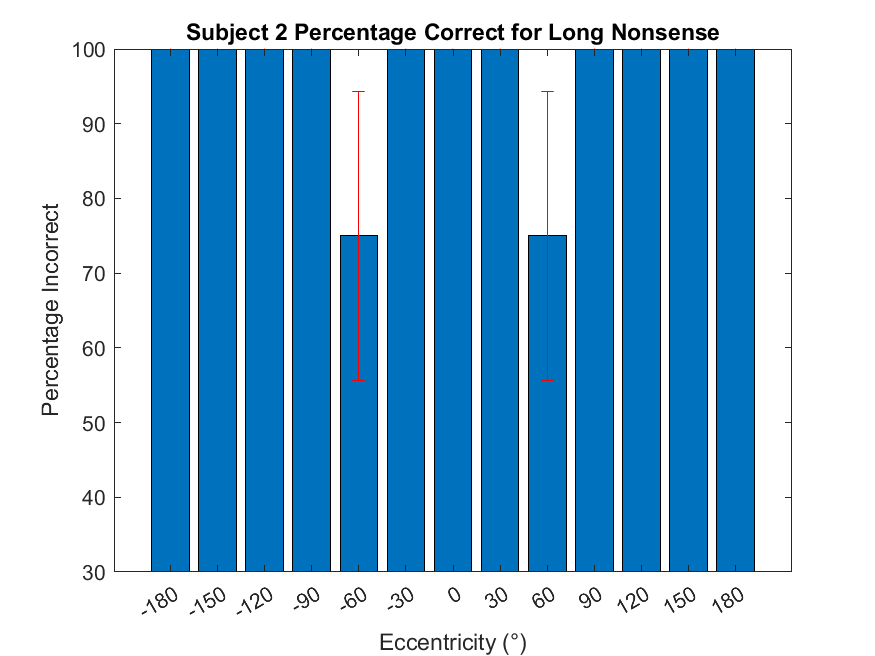 Subject 2 Percentage Correct for Long Nonsense
100
90
80
70
60
50
40
30
Percentage Incorrect
-180 -150 -120 -90 -60 -30 0 30 60 90 120 150 180
Eccentricity (°)